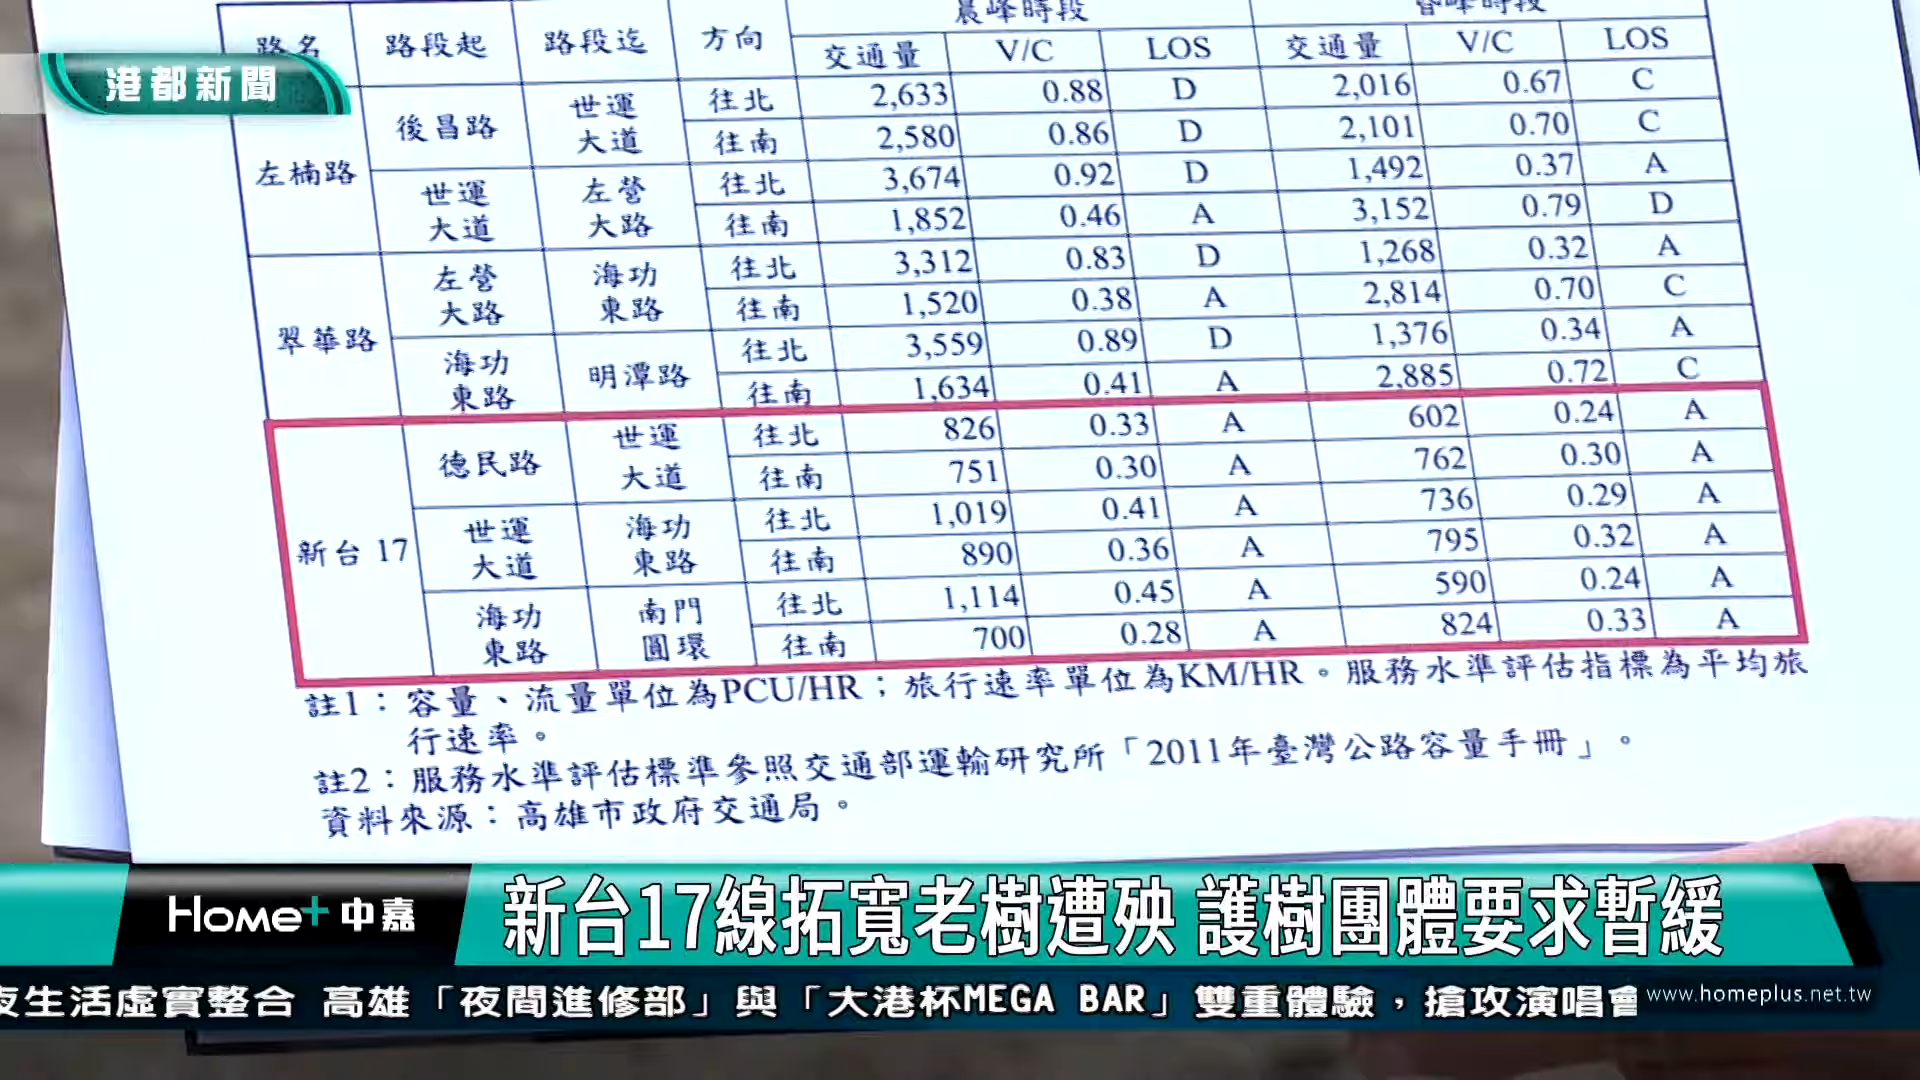 港都新聞
晨峰時段 昏峰時段
路名 路段起 路段迄 方向 交通量 V/C LOS 交通量 V/C LOS
左楠路 後昌路 世運大道 往北 2,633 0.88 D 2,016 0.67 C
往南 2,580 0.86 D 2,101 0.70 C
世運大道 左營大路 往北 3,674 0.92 D 1,492 0.37 A
往南 1,852 0.46 A 3,152 0.79 D
翠華路 左營大路 海功東路 往北 3,312 0.83 D 1,268 0.32 A
往南 1,520 0.38 A 2,814 0.70 C
海功東路 明潭路 往北 3,559 0.89 D 1,376 0.34 A
往南 1,634 0.41 A 2,885 0.72 C
新台 17 德民路 世運大道 往北 826 0.33 A 602 0.24 A
往南 751 0.30 A 762 0.30 A
世運大道 海功東路 往北 1,019 0.41 A 736 0.29 A
往南 890 0.36 A 795 0.32 A
海功東路 南門圓環 往北 1,114 0.45 A 590 0.24 A
往南 700 0.28 A 824 0.33 A
註1：容量、流量單位為PCU/HR；旅行速率單位為KM/HR。服務水準評估指標為平均旅
行速率。
註2：服務水準評估標準參照交通部運輸研究所「2011年臺灣公路容量手冊」。
資料來源：高雄市政府交通局。
Home+ 中嘉
新台17線拓寬老樹遭殃 護樹團體要求暫緩
夜生活虛實整合 高雄「夜間進修部」與「大港杯MEGA BAR」雙重體驗，搶攻演唱會
www.homeplus.net.tw